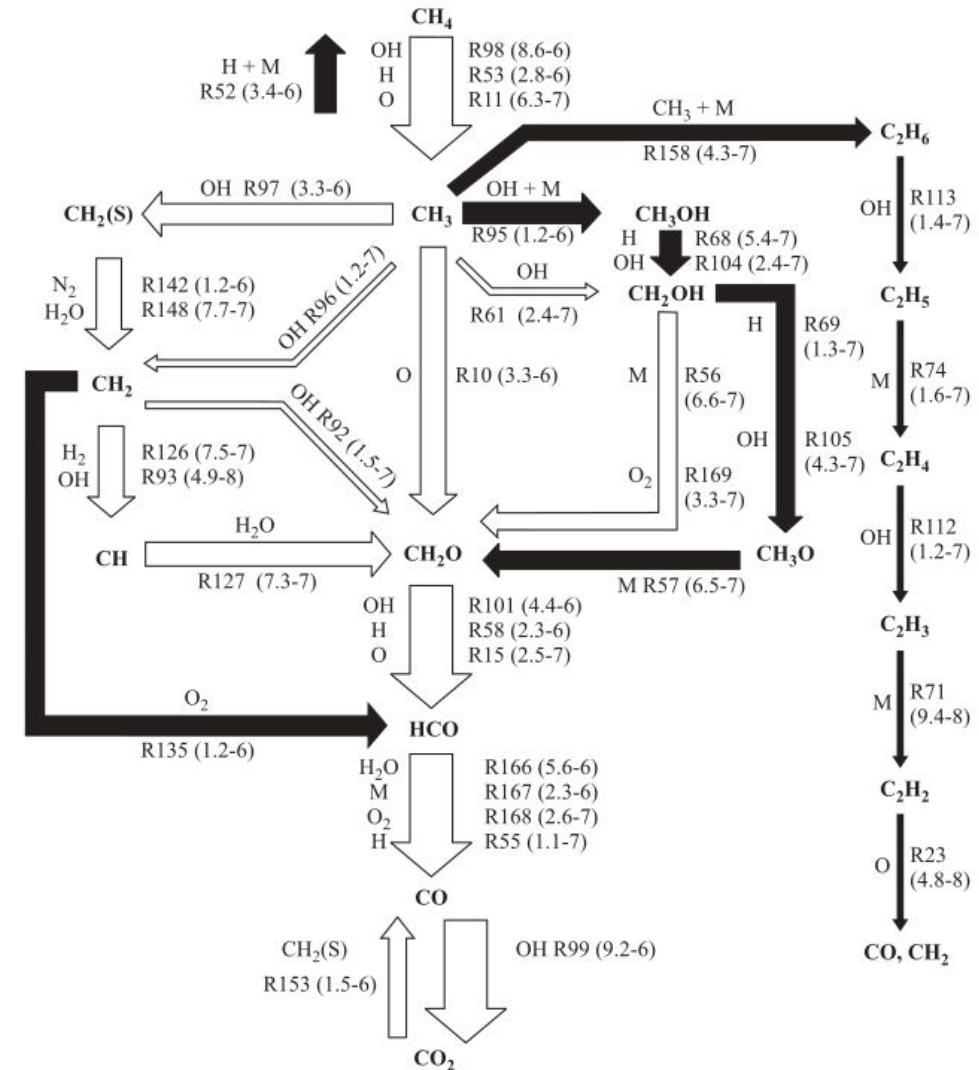 CH₄
OH R98 (8.6-6)
H R53 (2.8-6)
O R11 (6.3-7)
H + M
R52 (3.4-6)
CH₃ + M
R158 (4.3-7)
C₂H₆
OH R97 (3.3-6)
CH₂(S)
CH₃
OH + M
R95 (1.2-6)
CH₃OH
H R68 (5.4-7)
OH R104 (2.4-7)
OH R113
(1.4-7)
N₂ R142 (1.2-6)
H₂O R148 (7.7-7)
OH R96 (1.2-7)
OH
R61 (2.4-7)
CH₂OH
C₂H₅
H R69
(1.3-7)
CH₂
O R10 (3.3-6)
M R56
(6.6-7)
M R74
(1.6-7)
OH R92 (1.5-7)
H₂ R126 (7.5-7)
OH R93 (4.9-8)
OH R105
(4.3-7)
O₂ R169
(3.3-7)
C₂H₄
CH
H₂O
R127 (7.3-7)
CH₂O
M R57 (6.5-7)
CH₃O
OH R112
(1.2-7)
OH R101 (4.4-6)
H R58 (2.3-6)
O R15 (2.5-7)
C₂H₃
O₂
R135 (1.2-6)
HCO
M R71
(9.4-8)
H₂O R166 (5.6-6)
M R167 (2.3-6)
O₂ R168 (2.6-7)
H R55 (1.1-7)
C₂H₂
CO
O R23
(4.8-8)
CH₂(S)
R153 (1.5-6)
OH R99 (9.2-6)
CO, CH₂
CO₂